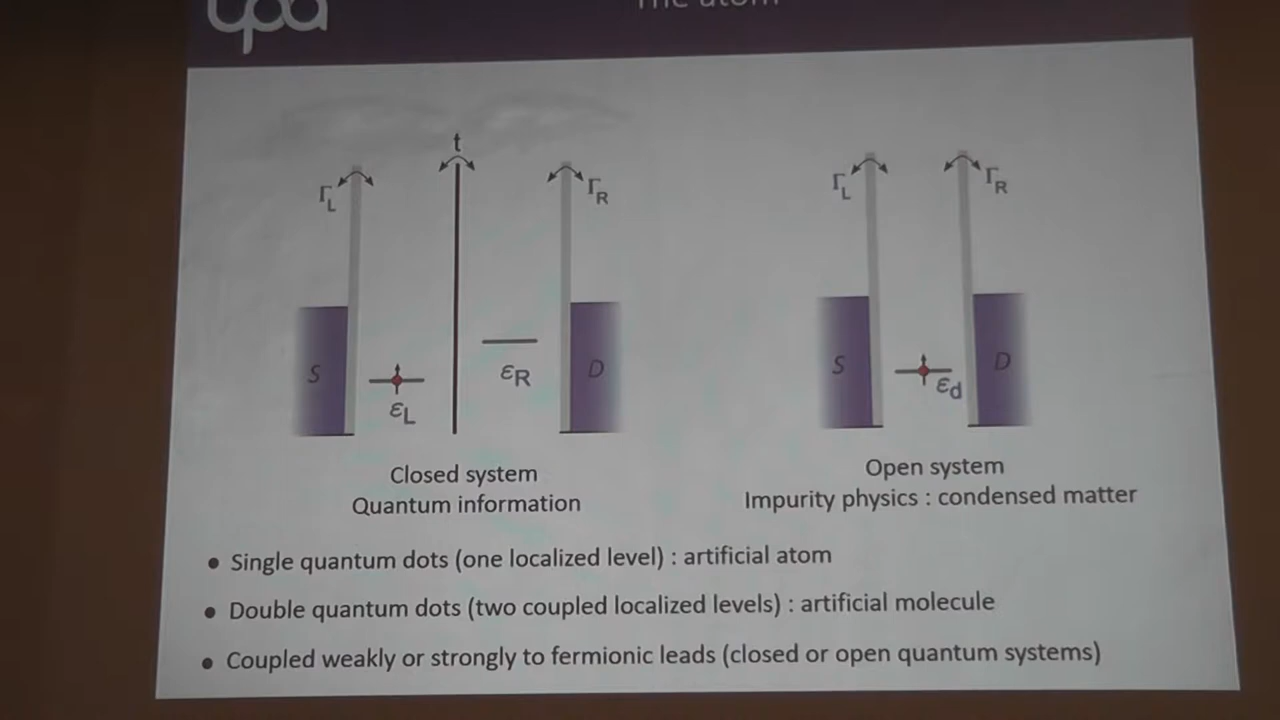 The atom
t
Γ_L
Γ_R
Γ_L
Γ_R
S
ε_L
ε_R
D
S
ε_d
D
Closed system
Quantum information
Open system
Impurity physics : condensed matter
• Single quantum dots (one localized level) : artificial atom
• Double quantum dots (two coupled localized levels) : artificial molecule
• Coupled weakly or strongly to fermionic leads (closed or open quantum systems)